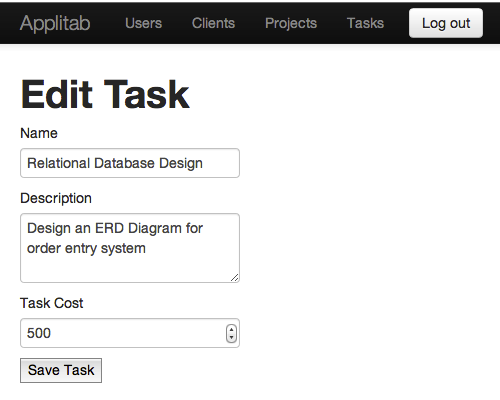 Applitab Users Clients Projects Tasks Log out
Edit Task
Name
Relational Database Design
Description
Design an ERD Diagram for
order entry system
Task Cost
500
Save Task